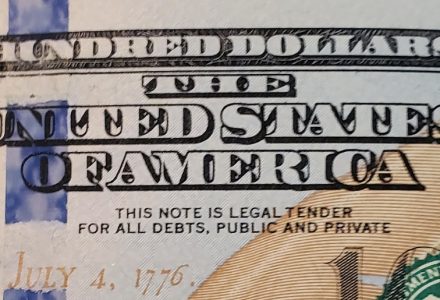 HUNDRED DOLLARS
THE
UNITED STATES
OF AMERICA
THIS NOTE IS LEGAL TENDER
FOR ALL DEBTS, PUBLIC AND PRIVATE
JULY 4, 1776.